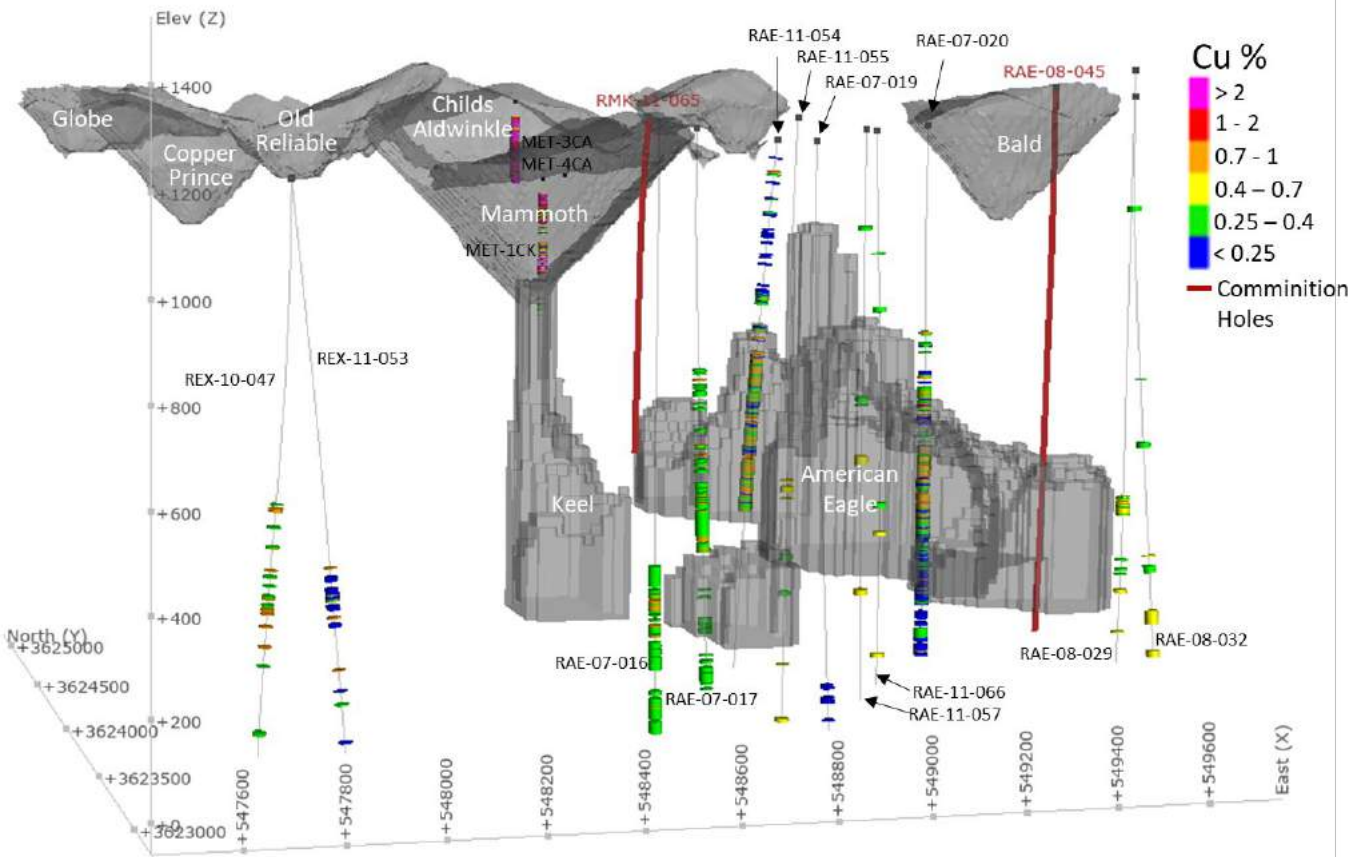 Elev (Z)
+1400
+1200
+1000
+800
+600
+400
+200
+0
North (Y)
+3625000
+3624500
+3624000
+3623500
+3623000
+547600
+547800
+548000
+548200
+548400
+548600
+548800
+549000
+549200
+549400
+549600
East (X)
Globe
Copper
Prince
Old
Reliable
Childs
Aldwinkle
MET-3CA
MET-4CA
Mammoth
MET-1CK
RMK-11-065
RAE-11-054
RAE-11-055
RAE-07-019
RAE-07-020
RAE-08-045
Bald
REX-10-047
REX-11-053
Keel
American
Eagle
RAE-07-016
RAE-07-017
RAE-11-066
RAE-11-057
RAE-08-029
RAE-08-032
Cu %
> 2
1 - 2
0.7 - 1
0.4 – 0.7
0.25 – 0.4
< 0.25
Comminition
Holes